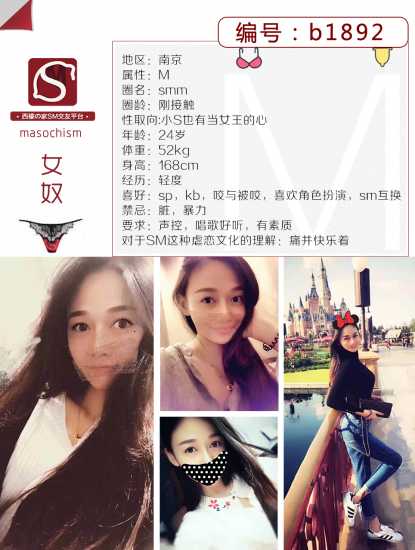 编号：b1892
S
·西檬の家SM交友平台·
masochism
女奴
M
地区：南京
属性：M
圈名：smm
圈龄：刚接触
性取向:小S也有当女王的心
年龄：24岁
体重：52kg
身高：168cm
经历：轻度
喜好：sp，kb，咬与被咬，喜欢角色扮演，sm互换
禁忌：脏，暴力
要求：声控，唱歌好听，有素质
对于SM这种虐恋文化的理解：痛并快乐着